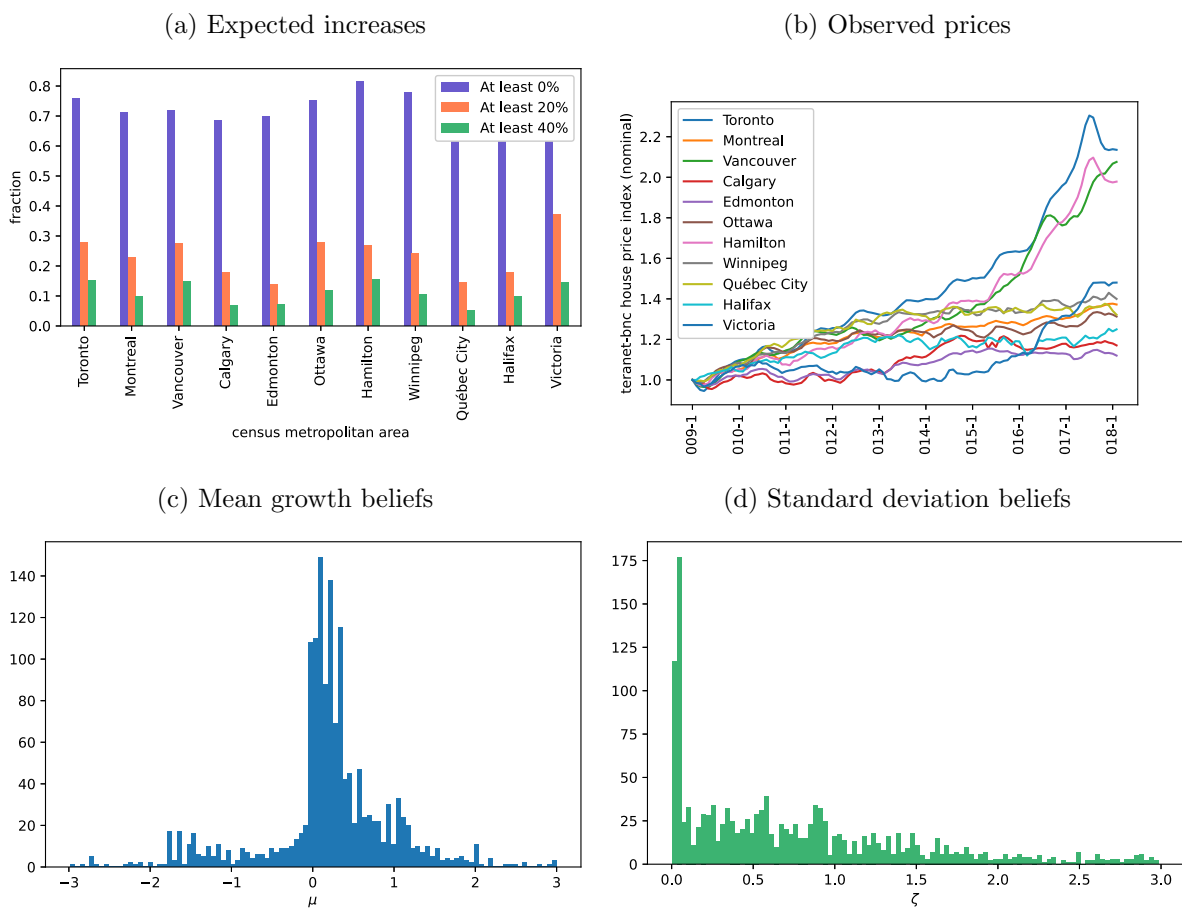 (a) Expected increases
0.8
0.7
0.6
0.5
0.4
0.3
0.2
0.1
0.0
fraction
At least 0%
At least 20%
At least 40%
Toronto
Montreal
Vancouver
Calgary
Edmonton
Ottawa
Hamilton
Winnipeg
Québec City
Halifax
Victoria
census metropolitan area
(b) Observed prices
teranet-bnc house price index (nominal)
2.2
2.0
1.8
1.6
1.4
1.2
1.0
Toronto
Montreal
Vancouver
Calgary
Edmonton
Ottawa
Hamilton
Winnipeg
Québec City
Halifax
Victoria
009-1
010-1
011-1
012-1
013-1
014-1
015-1
016-1
017-1
018-1
(c) Mean growth beliefs
140
120
100
80
60
40
20
0
−3
−2
−1
0
1
2
3
μ
(d) Standard deviation beliefs
175
150
125
100
75
50
25
0
0.0
0.5
1.0
1.5
2.0
2.5
3.0
ζ